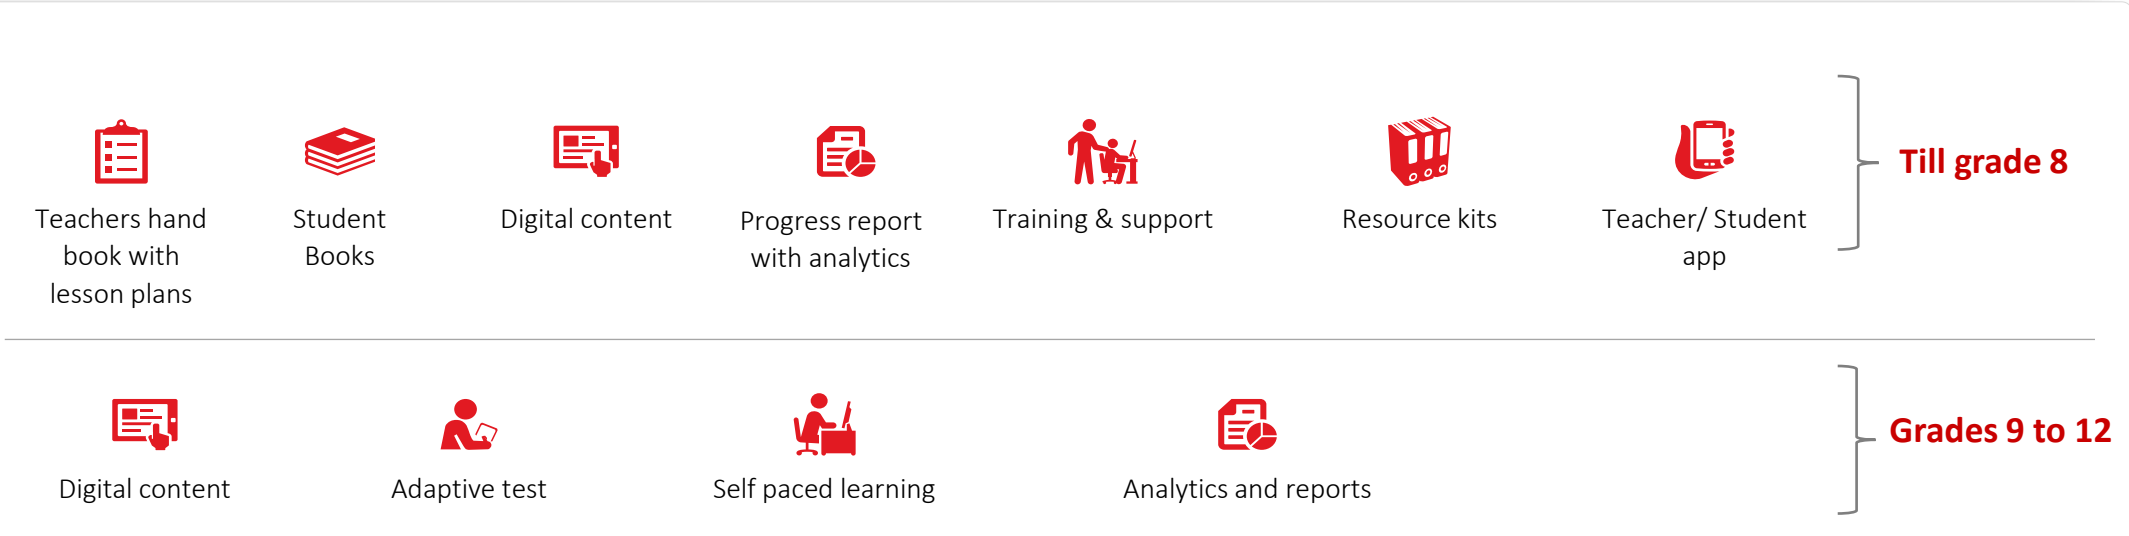 Teachers hand
book with
lesson plans
Student
Books
Digital content
Progress report
with analytics
Training & support
Resource kits
Teacher/ Student
app
Till grade 8
Digital content
Adaptive test
Self paced learning
Analytics and reports
Grades 9 to 12